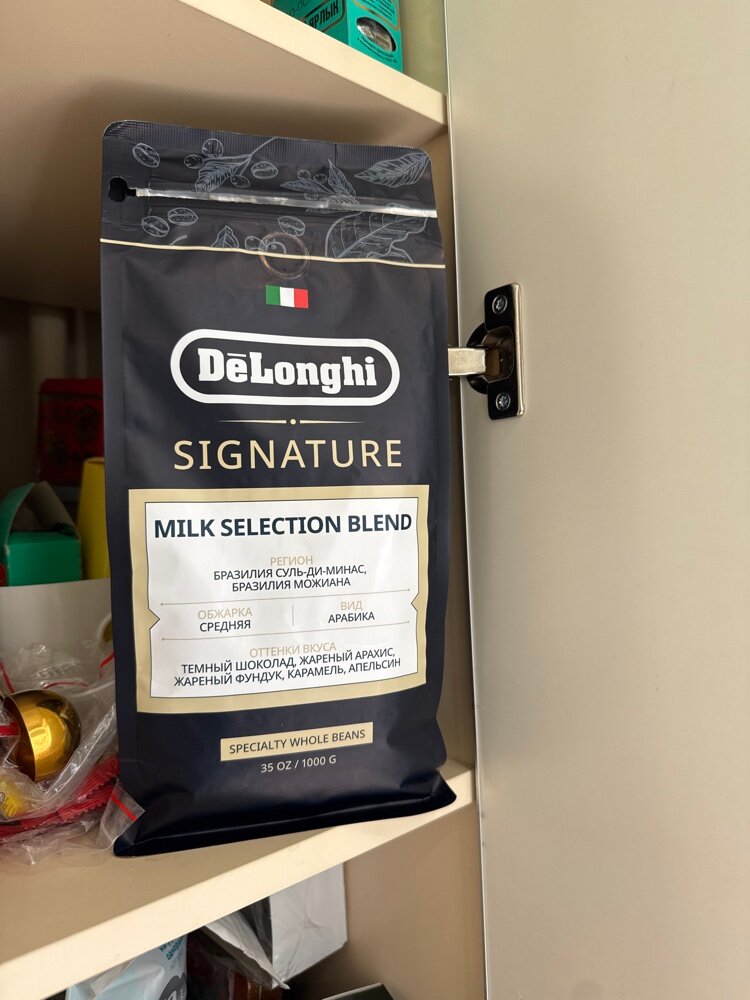 ЯРЛЫК
DēLonghi
SIGNATURE
MILK SELECTION BLEND
РЕГИОН
БРАЗИЛИЯ СУЛЬ-ДИ-МИНАС,
БРАЗИЛИЯ МОЖИАНА
ОБЖАРКА
СРЕДНЯЯ
ВИД
АРАБИКА
ОТТЕНКИ ВКУСА
ТЕМНЫЙ ШОКОЛАД, ЖАРЕНЫЙ АРАХИС,
ЖАРЕНЫЙ ФУНДУК, КАРАМЕЛЬ, АПЕЛЬСИН
SPECIALTY WHOLE BEANS
35 OZ / 1000 G